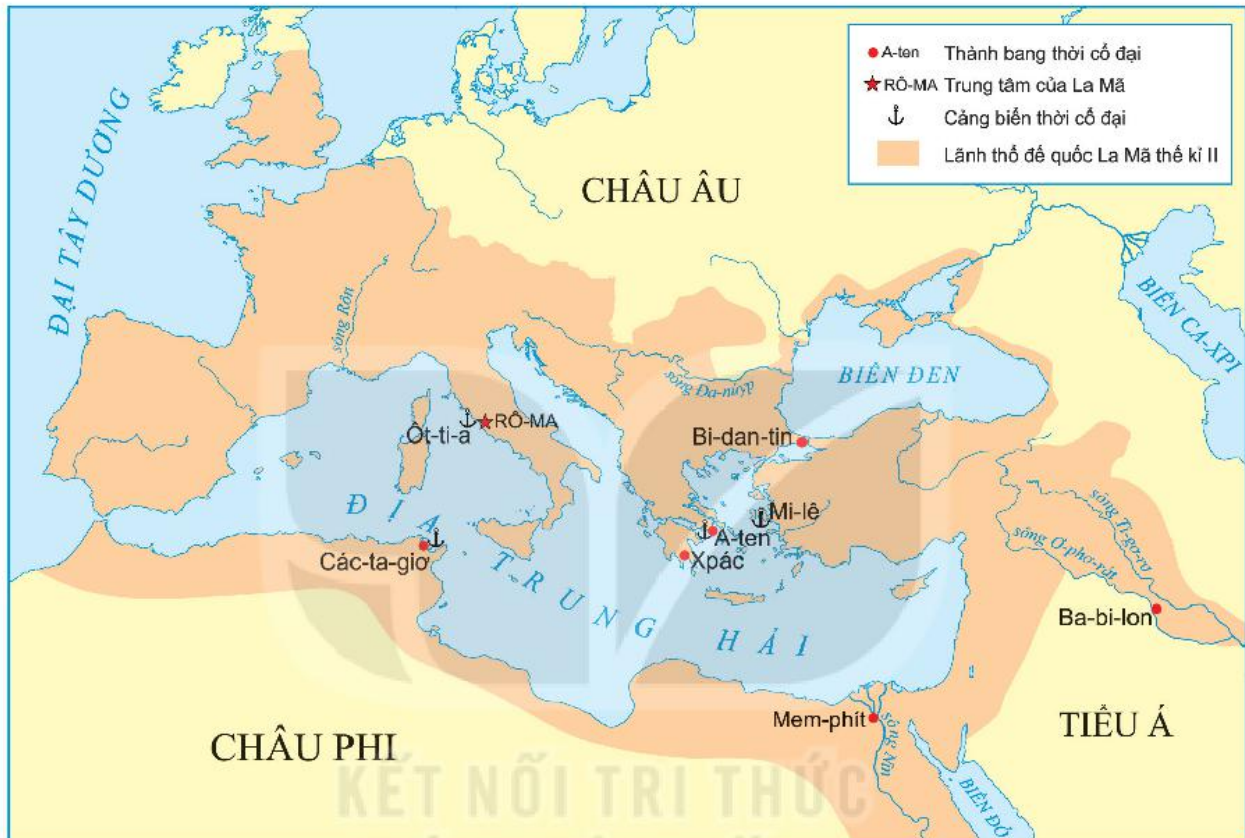 A-ten Thành bang thời cổ đại
RÔ-MA Trung tâm của La Mã
Cảng biển thời cổ đại
Lãnh thổ đế quốc La Mã thế kỉ II
CHÂU ÂU
ĐẠI TÂY DƯƠNG
BIỂN CA-XPI
sông Rôn
sông Đa-nuyp
BIỂN ĐEN
RÔ-MA
Ôt-ti-a
Bi-dan-tin
Mi-lê
A-ten
Xpác
Các-ta-giơ
ĐỊA TRUNG HẢI
sông Ti-gơ-rơ
sông Ơ-phơ-rát
Ba-bi-lon
Mem-phít
sông Nin
TIỂU Á
CHÂU PHI
BIỂN ĐỎ
KẾT NỐI TRI THỨC